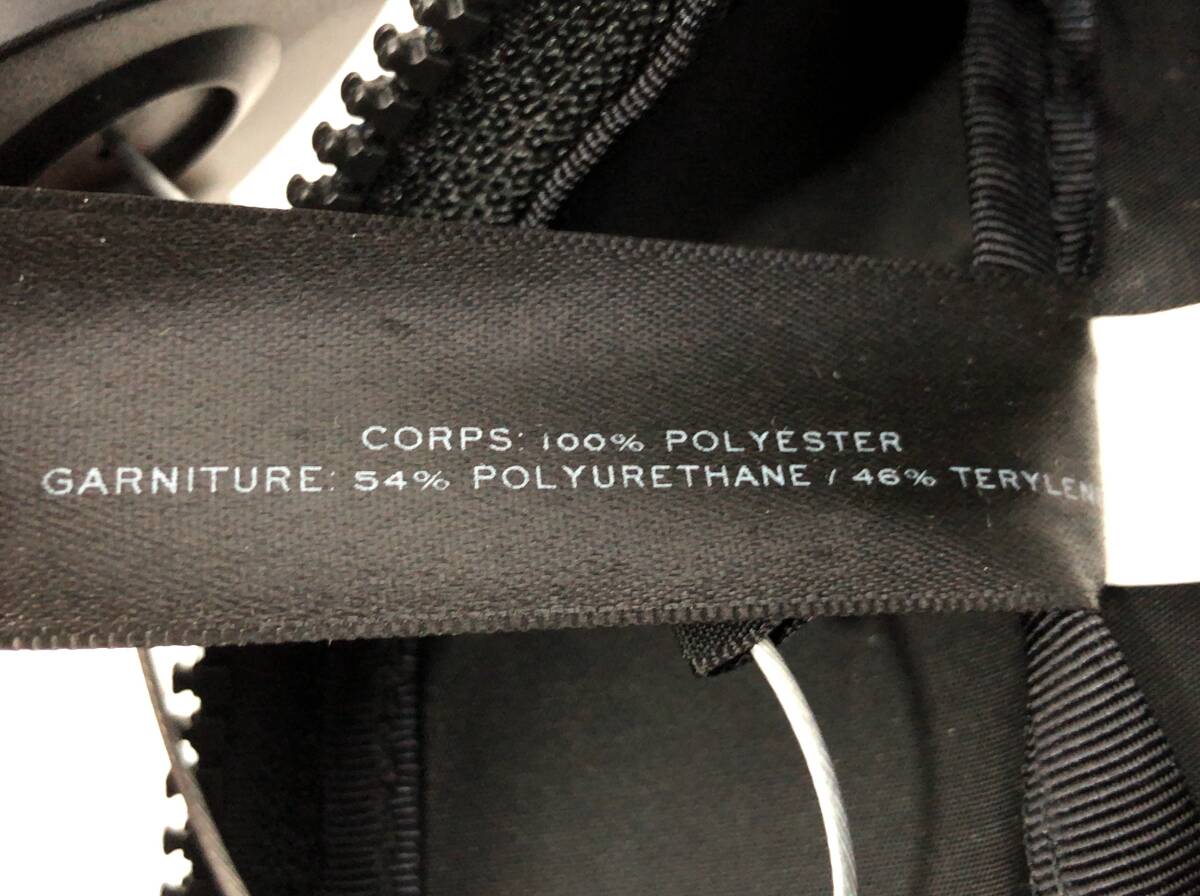 CORPS: 100% POLYESTER
GARNITURE: 54% POLYURETHANE / 46% TERYLEN